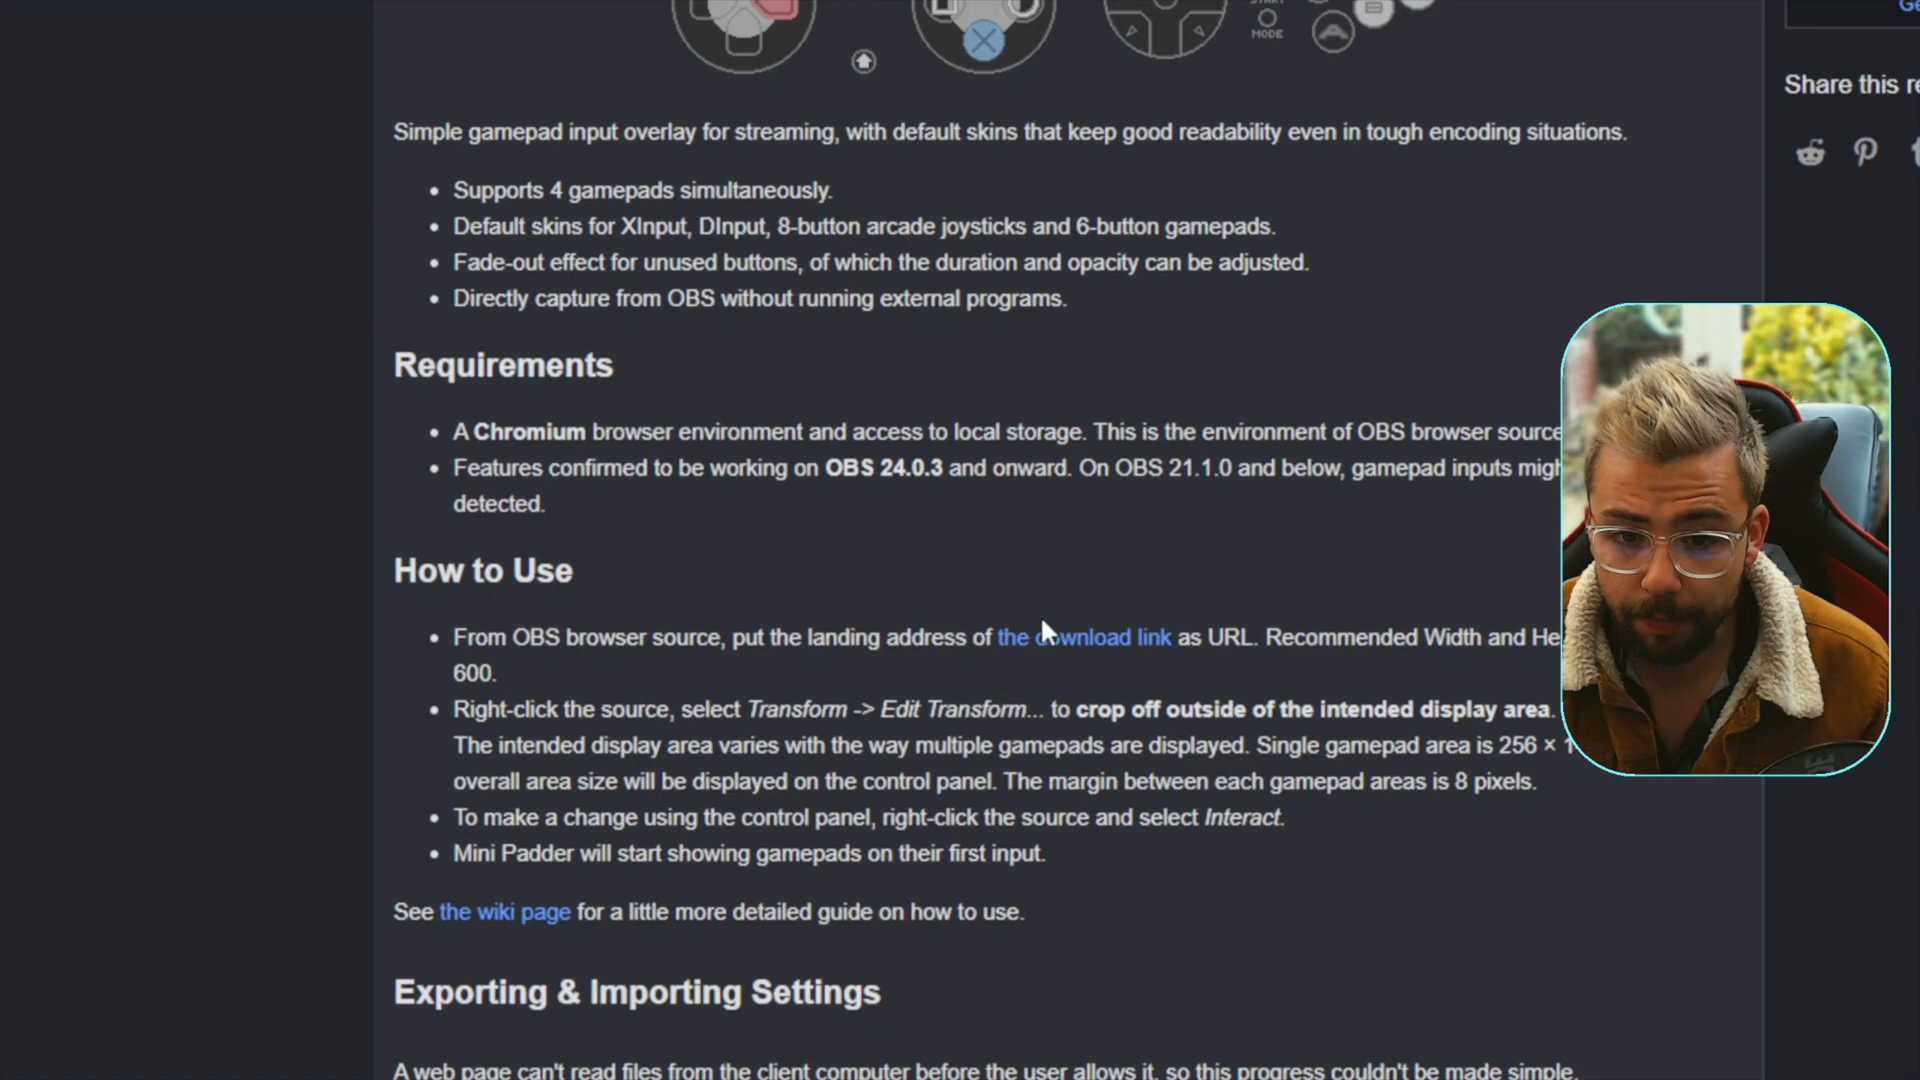 START
B
MODE
Ge
Share this re
Simple gamepad input overlay for streaming, with default skins that keep good readability even in tough encoding situations.
Supports 4 gamepads simultaneously.
Default skins for XInput, DInput, 8-button arcade joysticks and 6-button gamepads.
Fade-out effect for unused buttons, of which the duration and opacity can be adjusted.
Directly capture from OBS without running external programs.
Requirements
A Chromium browser environment and access to local storage. This is the environment of OBS browser source
Features confirmed to be working on OBS 24.0.3 and onward. On OBS 21.1.0 and below, gamepad inputs migh
detected.
How to Use
From OBS browser source, put the landing address of the download link as URL. Recommended Width and He
600.
Right-click the source, select Transform -> Edit Transform... to crop off outside of the intended display area.
The intended display area varies with the way multiple gamepads are displayed. Single gamepad area is 256 × 1
overall area size will be displayed on the control panel. The margin between each gamepad areas is 8 pixels.
To make a change using the control panel, right-click the source and select Interact.
Mini Padder will start showing gamepads on their first input.
See the wiki page for a little more detailed guide on how to use.
Exporting & Importing Settings
A web page can't read files from the client computer before the user allows it, so this progress couldn't be made simple.